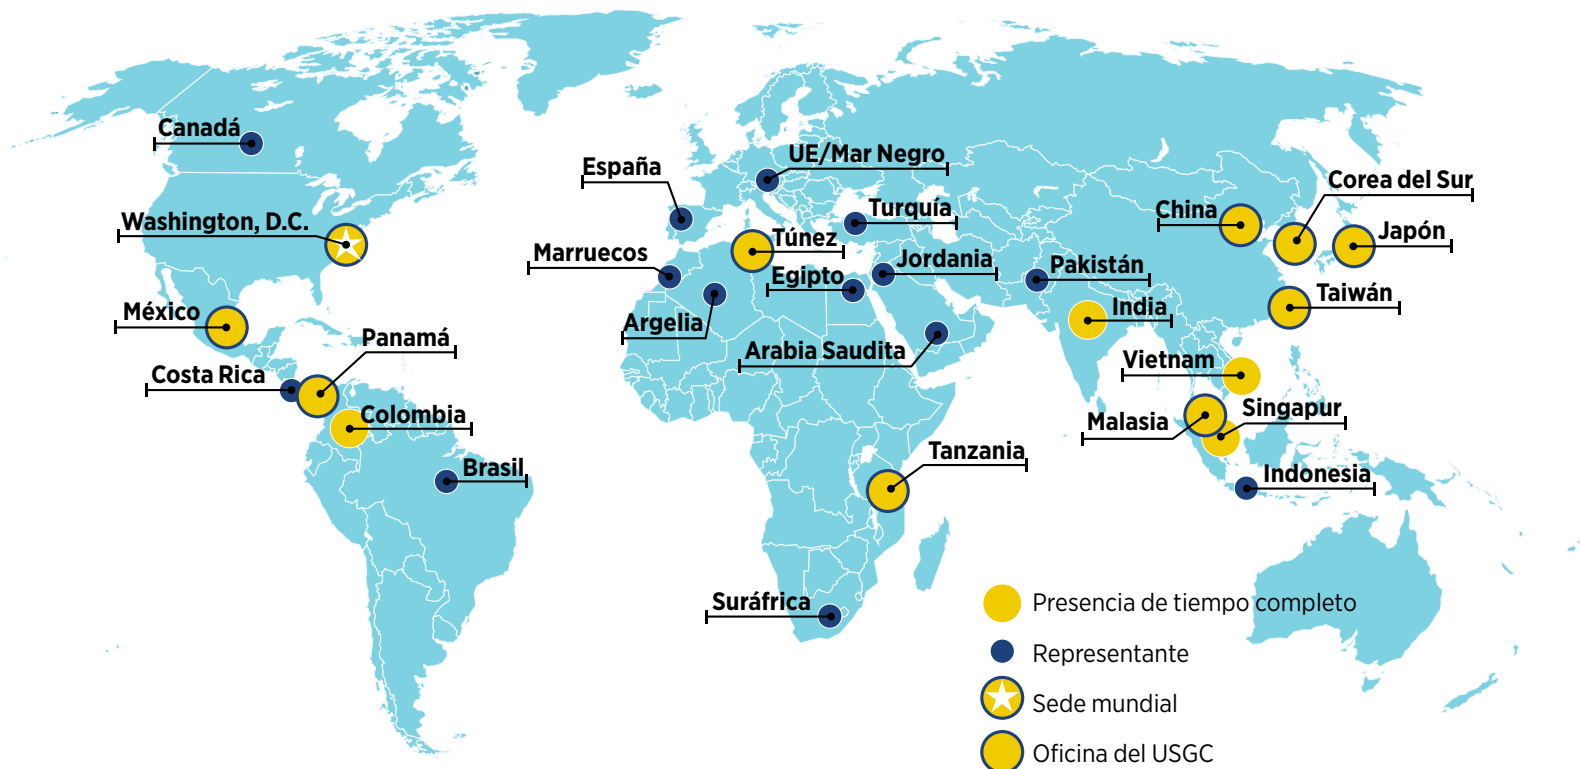 Canadá
Washington, D.C.
México
Panamá
Costa Rica
Colombia
Brasil
España
UE/Mar Negro
Turquía
Túnez
Marruecos
Egipto
Jordania
Argelia
Arabia Saudita
Pakistán
India
China
Corea del Sur
Japón
Taiwán
Vietnam
Malasia
Singapur
Indonesia
Tanzania
Suráfrica
Presencia de tiempo completo
Representante
Sede mundial
Oficina del USGC